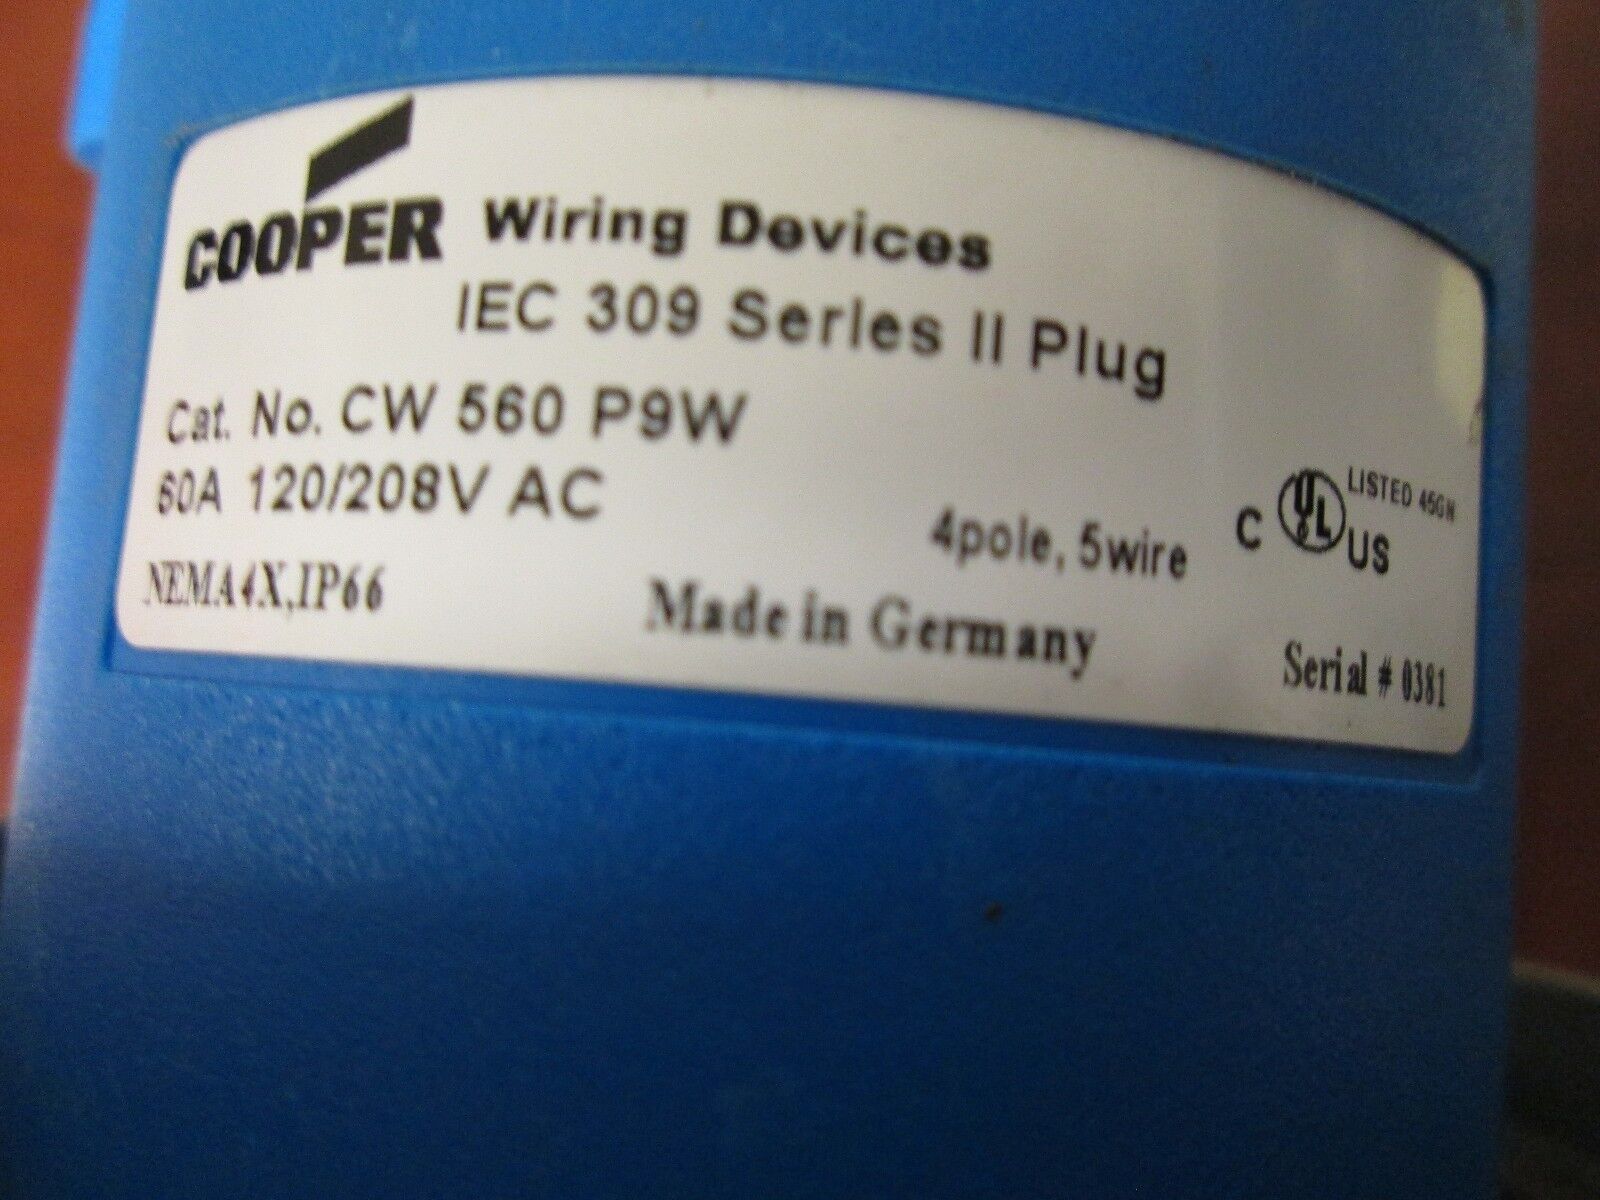 COOPER Wiring Devices
IEC 309 Series II Plug
Cat. No. CW 560 P9W
60A 120/208V AC
4pole, 5wire
C UL US LISTED 45GN
NEMA4X,IP66
Made in Germany
Serial # 0381